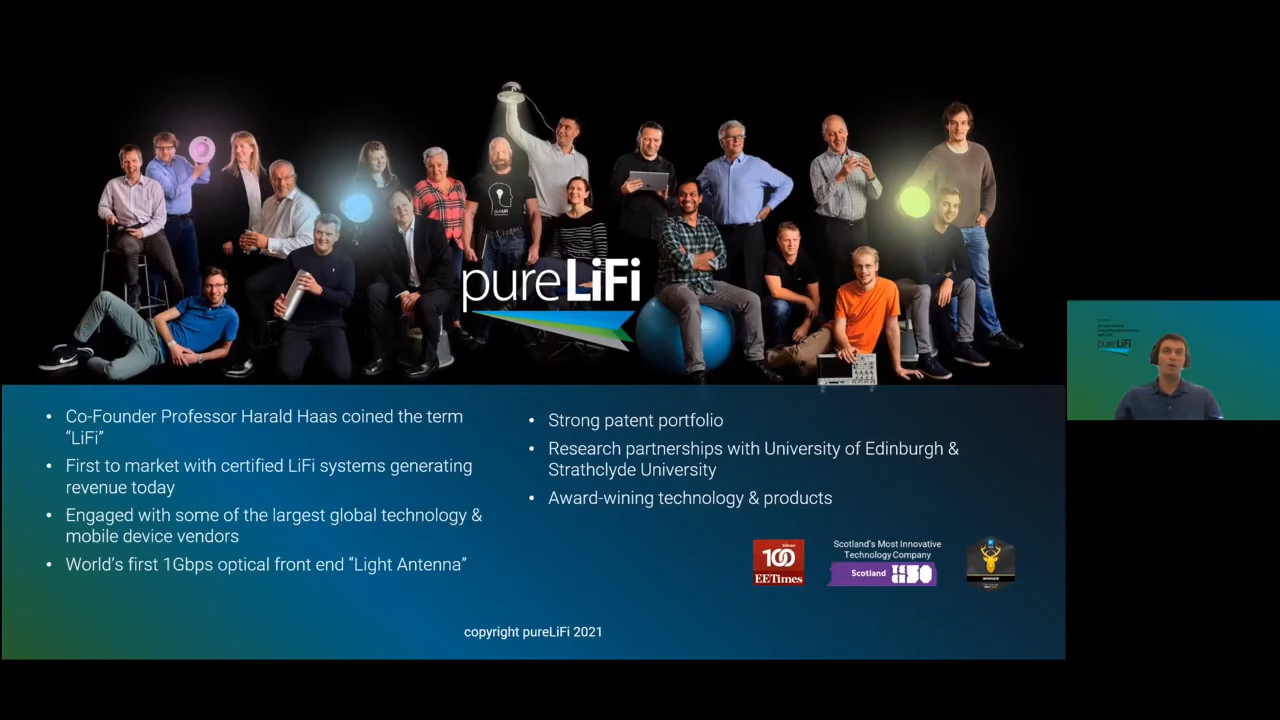 pureLiFi
pureLiFi
• Co-Founder Professor Harald Haas coined the term
“LiFi”
• First to market with certified LiFi systems generating
revenue today
• Engaged with some of the largest global technology &
mobile device vendors
• World’s first 1Gbps optical front end “Light Antenna”
• Strong patent portfolio
• Research partnerships with University of Edinburgh &
Strathclyde University
• Award-wining technology & products
100
EETimes
Scotland's Most Innovative
Technology Company
Scotland
WINNER
copyright pureLiFi 2021
pureLiFi